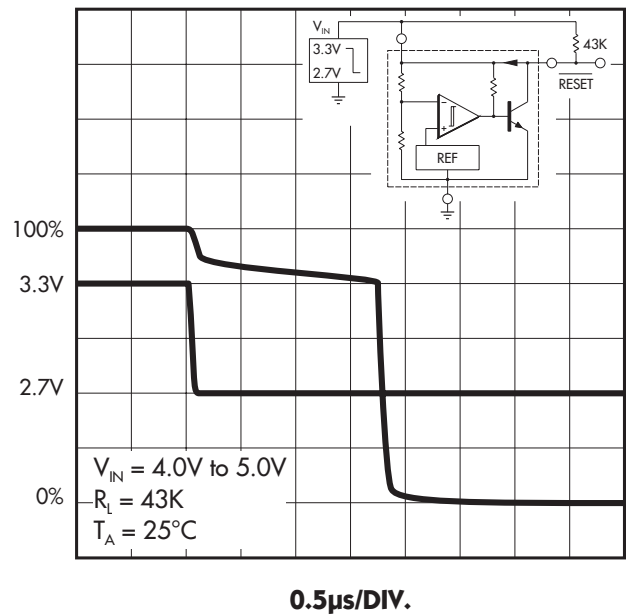 V_IN
3.3V
2.7V
43K
RESET
−
+
REF
100%
3.3V
2.7V
0%
V_IN = 4.0V to 5.0V
R_L = 43K
T_A = 25°C
0.5µs/DIV.